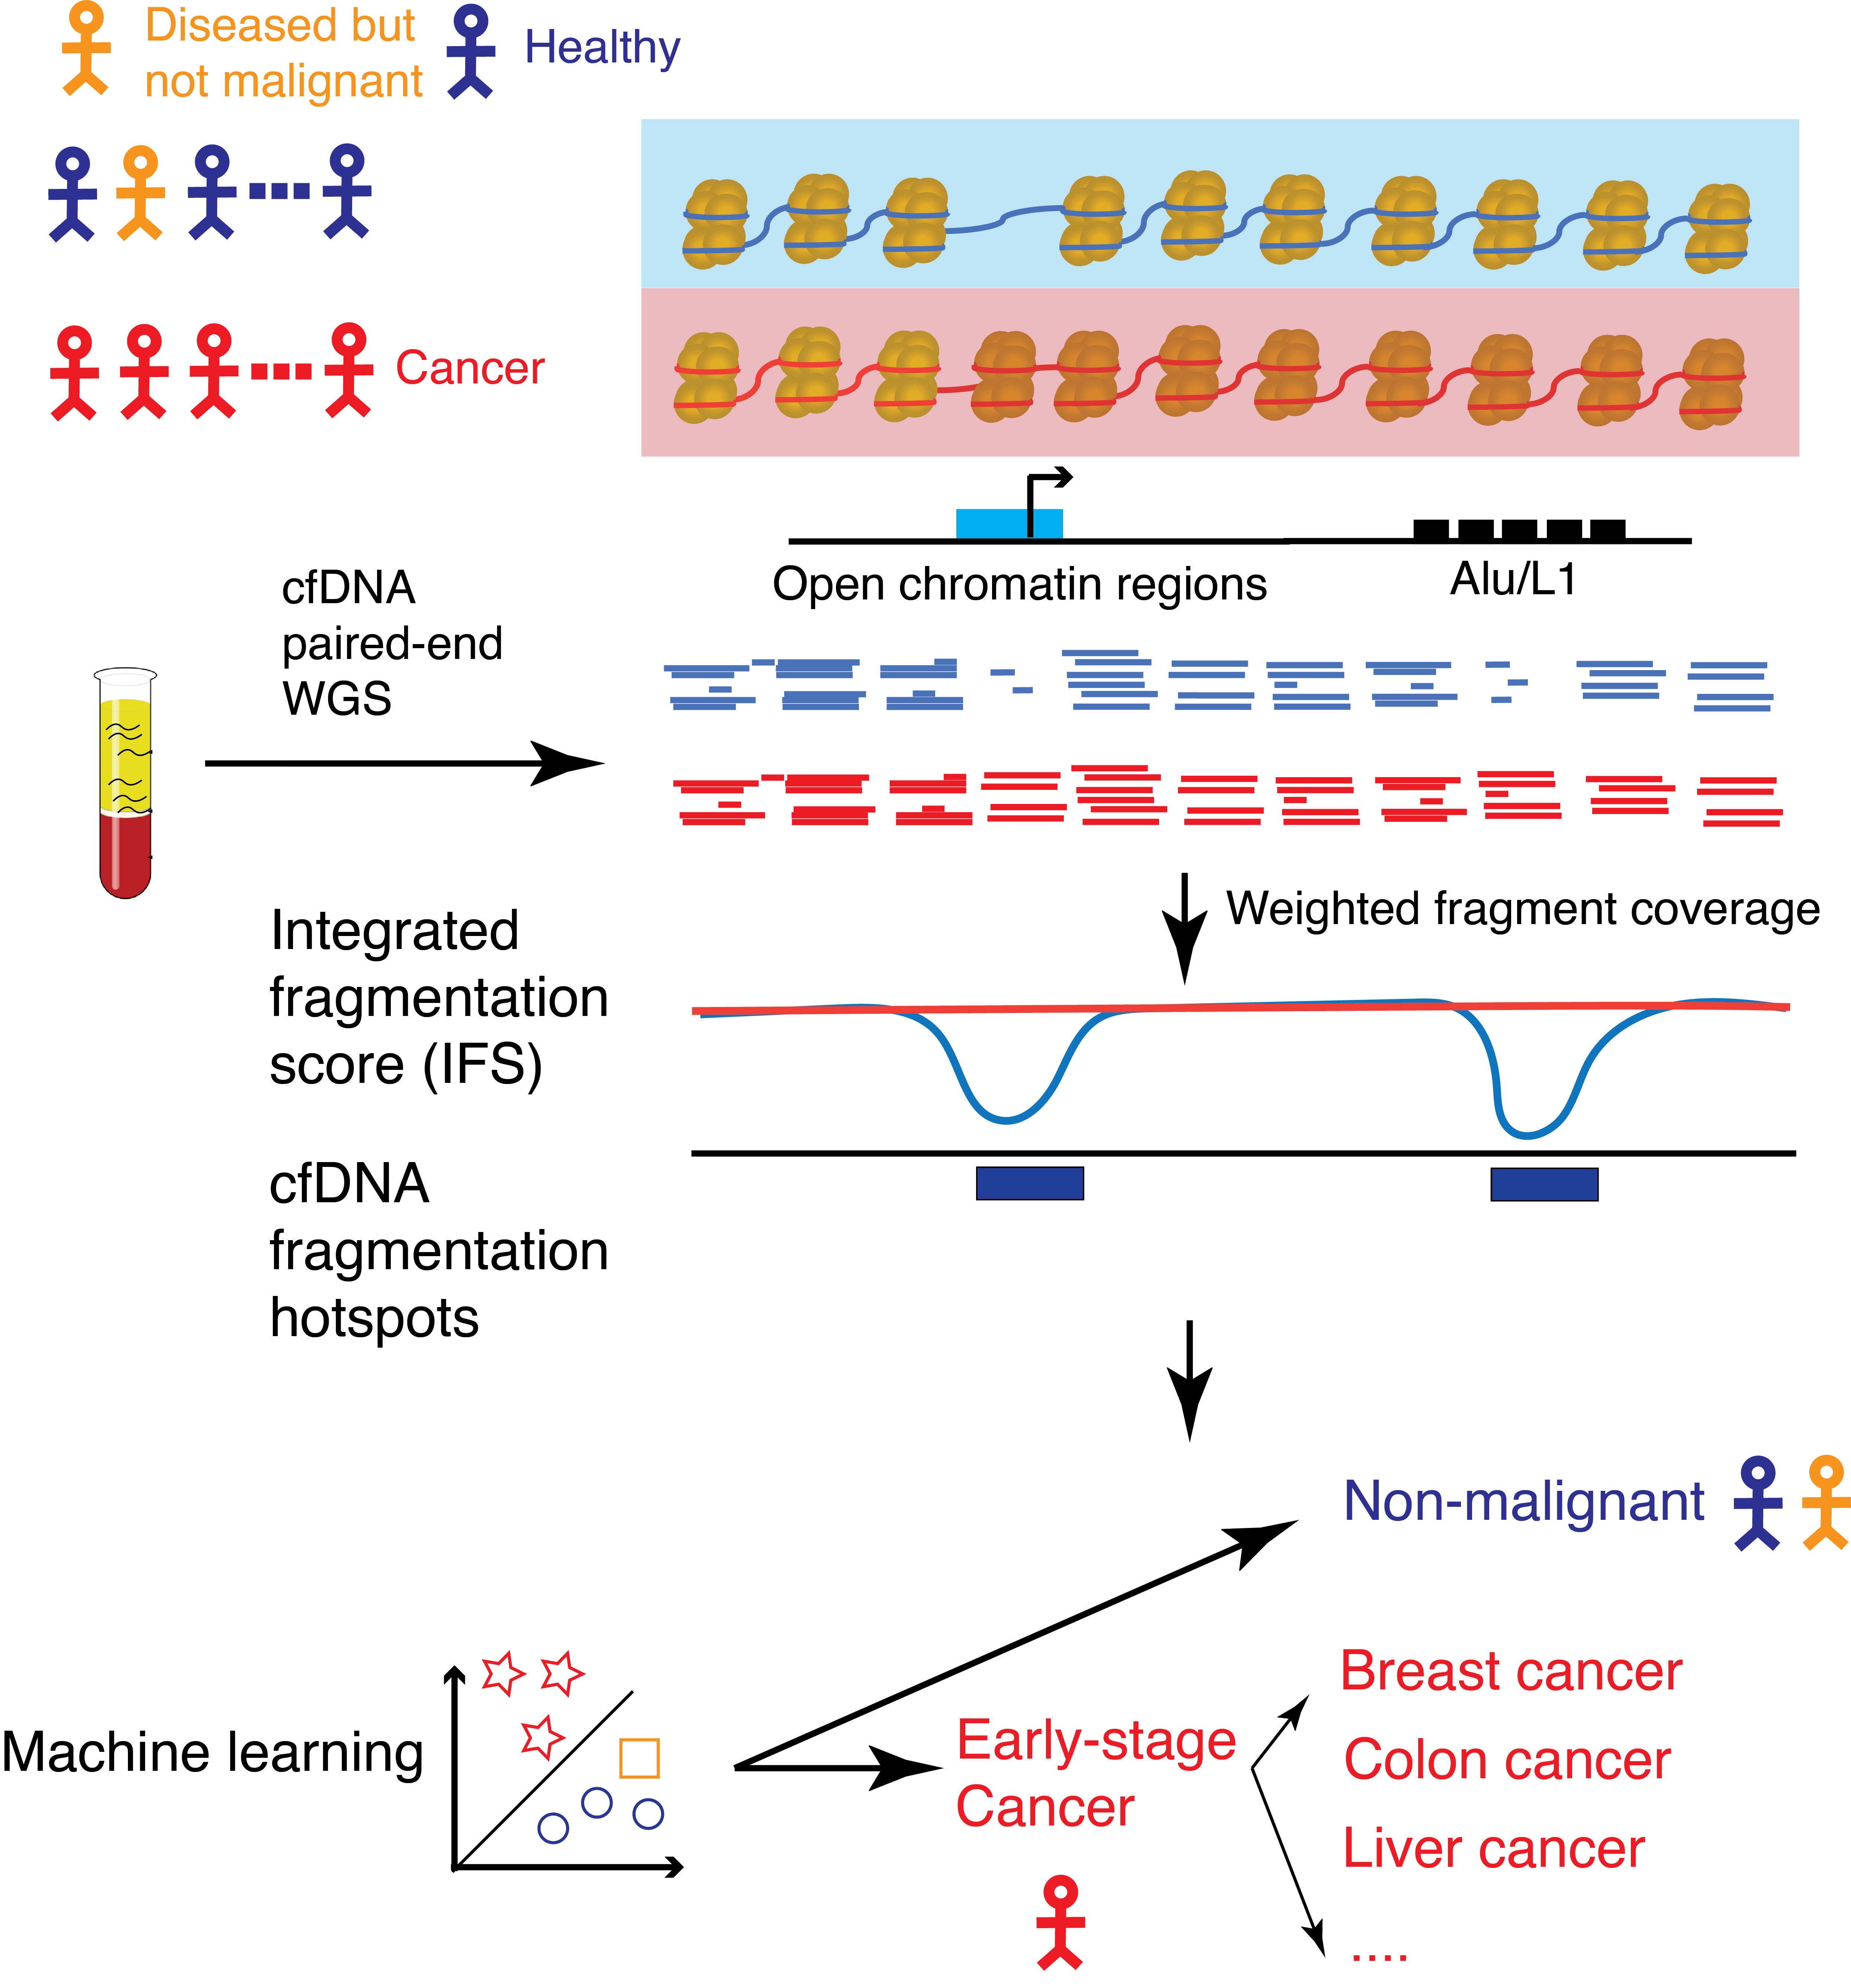 Diseased but
not malignant
Healthy
Cancer
Open chromatin regions
Alu/L1
cfDNA
paired-end
WGS
Weighted fragment coverage
Integrated
fragmentation
score (IFS)
cfDNA
fragmentation
hotspots
Non-malignant
Machine learning
Early-stage
Cancer
Breast cancer
Colon cancer
Liver cancer
....